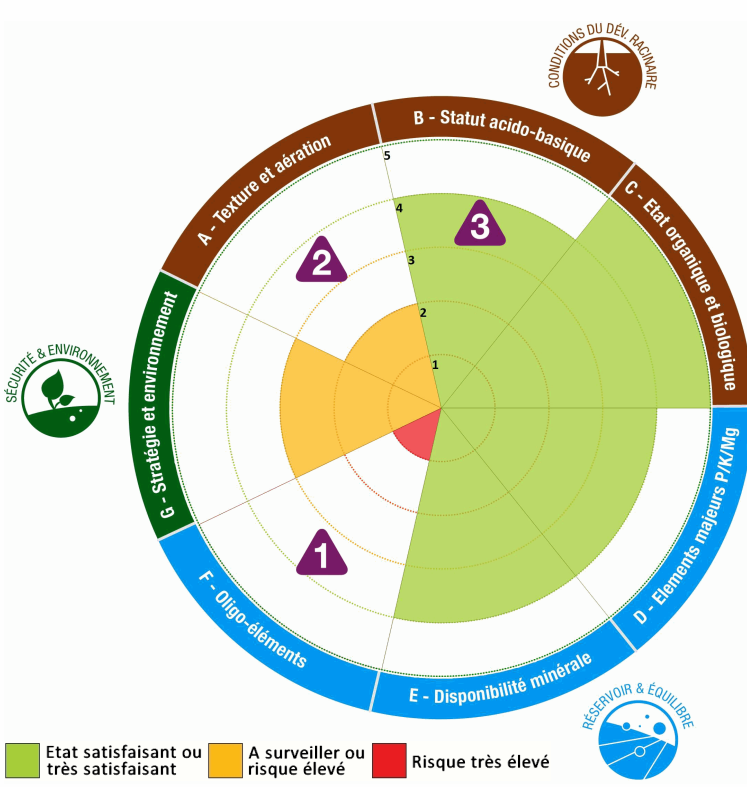 CONDITIONS DU DÉV. RACINAIRE
B - Statut acido-basique
A - Texture et aération
C - Etat organique et biologique
5
4
3
2
1
3
2
1
SÉCURITÉ & ENVIRONNEMENT
G - Stratégie et environnement
D - Elements majeurs P/K/Mg
F - Oligo-éléments
E - Disponibilité minérale
RÉSERVOIR & ÉQUILIBRE
Etat satisfaisant ou
très satisfaisant
A surveiller ou
risque élevé
Risque très élevé